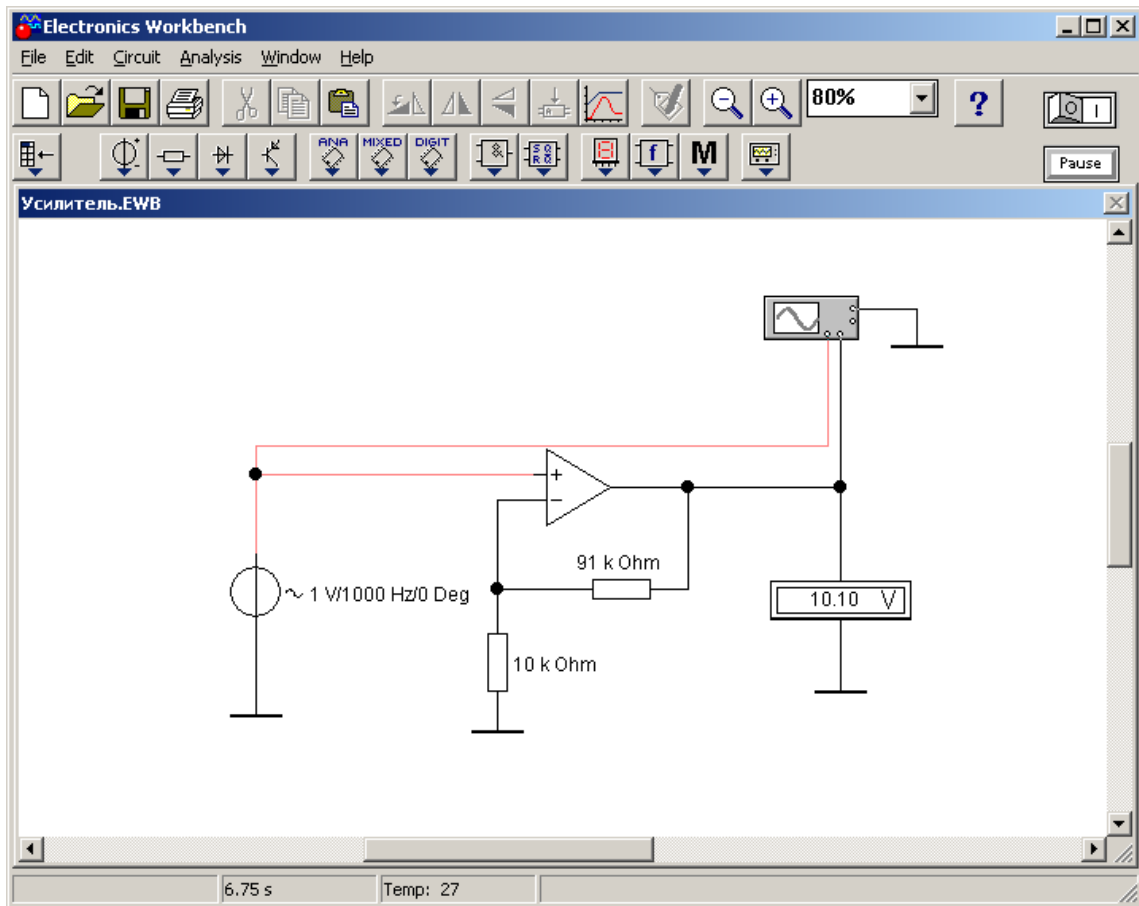 Electronics Workbench
File Edit Circuit Analysis Window Help
80% ?
ANA MIXED DIGIT & f M
Pause
Усилитель.EWB
+
−
91 k Ohm
1 V/1000 Hz/0 Deg
10.10 V
10 k Ohm
6.75 s Temp: 27